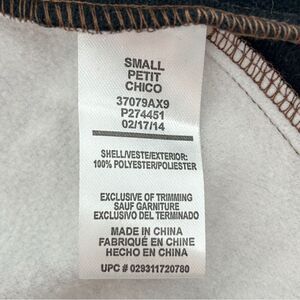 SMALL
PETIT
CHICO
37079AX9
P274451
02/17/14
SHELL/VESTE/EXTERIOR:
100% POLYESTER/POLIESTER
EXCLUSIVE OF TRIMMING
SAUF GARNITURE
EXCLUSIVO DEL TERMINADO
MADE IN CHINA
FABRIQUÉ EN CHINE
HECHO EN CHINA
UPC # 029311720780